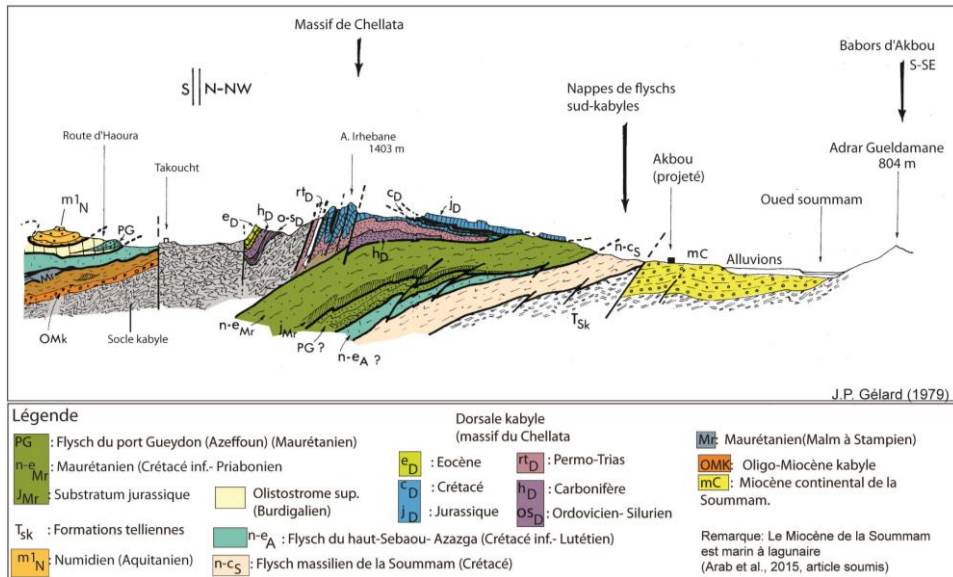 Massif de Chellata
Babors d'Akbou
S-SE
S N-NW
Nappes de flyschs
sud-kabyles
Route d'Haoura
Takoucht
A. Irhebane
1403 m
Akbou
(projeté)
Adrar Gueldamane
804 m
Oued soummam
m1N
PG
eD
hD
o-sD
rtD
cD
jD
hD
n-cS
mC
Alluvions
Mr
OMk
Socle kabyle
n-eMr
jMr
PG ?
n-eA ?
TSk
J.P. Gélard (1979)
Légende
PG : Flysch du port Gueydon (Azeffoun) (Maurétanien)
n-eMr : Maurétanien (Crétacé inf.- Priabonien
jMr : Substratum jurassique
Tsk : Formations telliennes
m1N : Numidien (Aquitanien)
Olistostrome sup.
(Burdigalien)
n-eA : Flysch du haut-Sebaou- Azazga (Crétacé inf.- Lutétien)
n-cS : Flysch massilien de la Soummam (Crétacé)
Dorsale kabyle
(massif du Chellata
eD : Eocène
cD : Crétacé
jD : Jurassique
rtD : Permo-Trias
hD : Carbonifère
osD : Ordovicien- Silurien
Mr : Maurétanien(Malm à Stampien)
OMK : Oligo-Miocène kabyle
mC : Miocène continental de la
Soummam.
Remarque: Le Miocène de la Soummam
est marin à lagunaire
(Arab et al., 2015, article soumis)